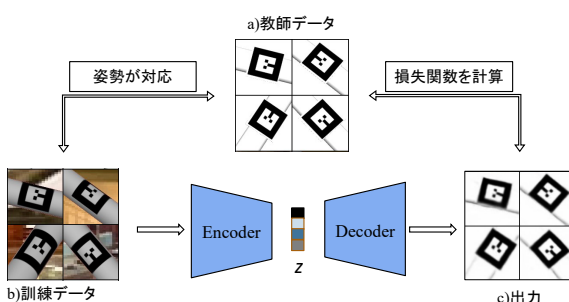 a)教師データ
姿勢が対応
損失関数を計算
Encoder
z
Decoder
b)訓練データ
c)出力